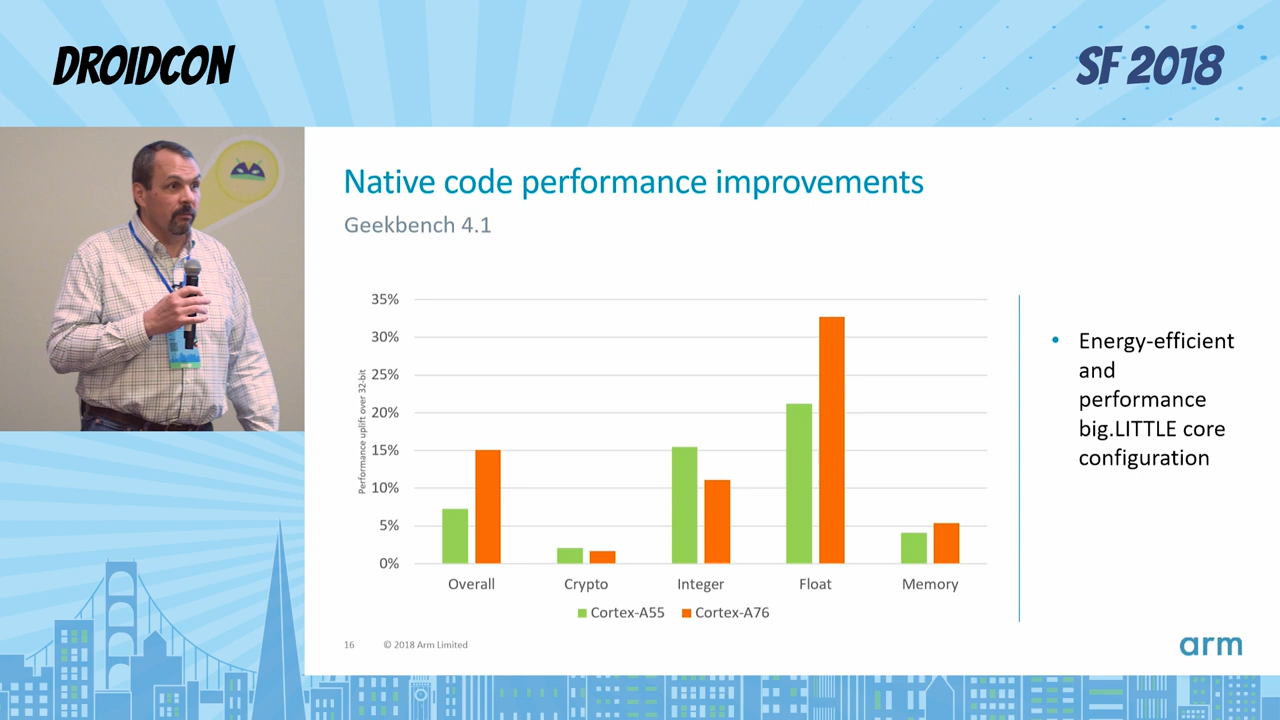 DROIDCON
SF 2018
Native code performance improvements
Geekbench 4.1
Performance uplift over 32-bit
35%
30%
25%
20%
15%
10%
5%
0%
Overall
Crypto
Integer
Float
Memory
Cortex-A55
Cortex-A76
• Energy-efficient
and
performance
big.LITTLE core
configuration
16
© 2018 Arm Limited
arm